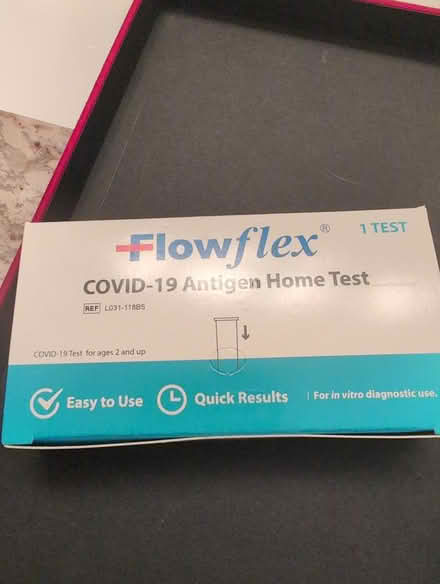 Flowflex®
1 TEST
COVID-19 Antigen Home Test
REF L031-118B5
COVID-19 Test for ages 2 and up
Easy to Use
Quick Results
For in vitro diagnostic use.